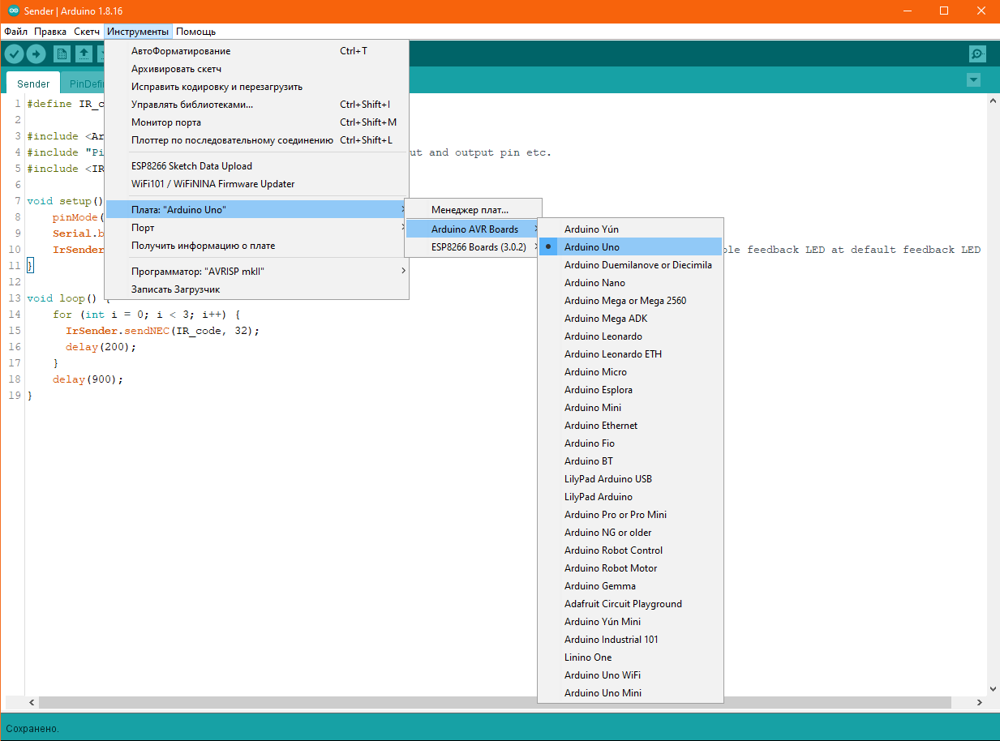 Sender | Arduino 1.8.16
Файл Правка Скетч Инструменты Помощь
АвтоФорматирование Ctrl+T
Архивировать скетч
Исправить кодировку и перезагрузить
Управлять библиотеками... Ctrl+Shift+I
Монитор порта Ctrl+Shift+M
Плоттер по последовательному соединению Ctrl+Shift+L
ESP8266 Sketch Data Upload
WiFi101 / WiFiNINA Firmware Updater
Плата: "Arduino Uno"
Порт
Получить информацию о плате
Программатор: "AVRISP mkII"
Записать Загрузчик
Менеджер плат...
Arduino AVR Boards
ESP8266 Boards (3.0.2)
Arduino Yún
Arduino Uno
Arduino Duemilanove or Diecimila
Arduino Nano
Arduino Mega or Mega 2560
Arduino Mega ADK
Arduino Leonardo
Arduino Leonardo ETH
Arduino Micro
Arduino Esplora
Arduino Mini
Arduino Ethernet
Arduino Fio
Arduino BT
LilyPad Arduino USB
LilyPad Arduino
Arduino Pro or Pro Mini
Arduino NG or older
Arduino Robot Control
Arduino Robot Motor
Arduino Gemma
Adafruit Circuit Playground
Arduino Yún Mini
Arduino Industrial 101
Linino One
Arduino Uno WiFi
Arduino Uno Mini
Sender PinDefi
1 #define IR_c
2
3 #include <Ar
4 #include "Pi ut and output pin etc.
5 #include <IR
6
7 void setup()
8 pinMode(
9 Serial.b
10 IrSender ble feedback LED at default feedback LED
11 }
12
13 void loop() {
14 for (int i = 0; i < 3; i++) {
15 IrSender.sendNEC(IR_code, 32);
16 delay(200);
17 }
18 delay(900);
19 }
Сохранено.